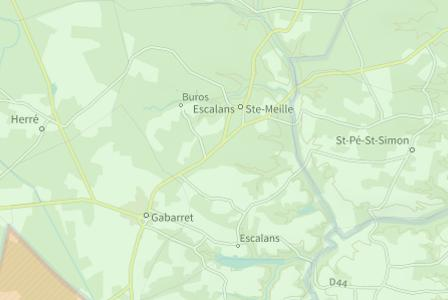 Buros
Escalans Ste-Meille
Herré
St-Pé-St-Simon
Gabarret
Escalans
D44